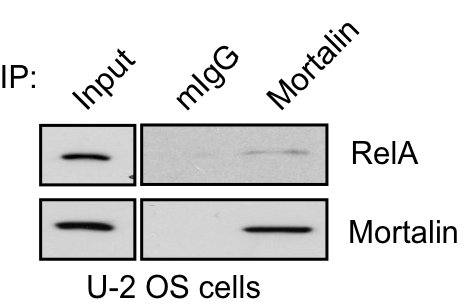 IP:
Input
mIgG
Mortalin
RelA
Mortalin
U-2 OS cells